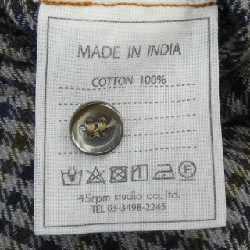 MADE IN INDIA
COTTON 100%
45rpm studio co., ltd.
TEL 03-3498-2245